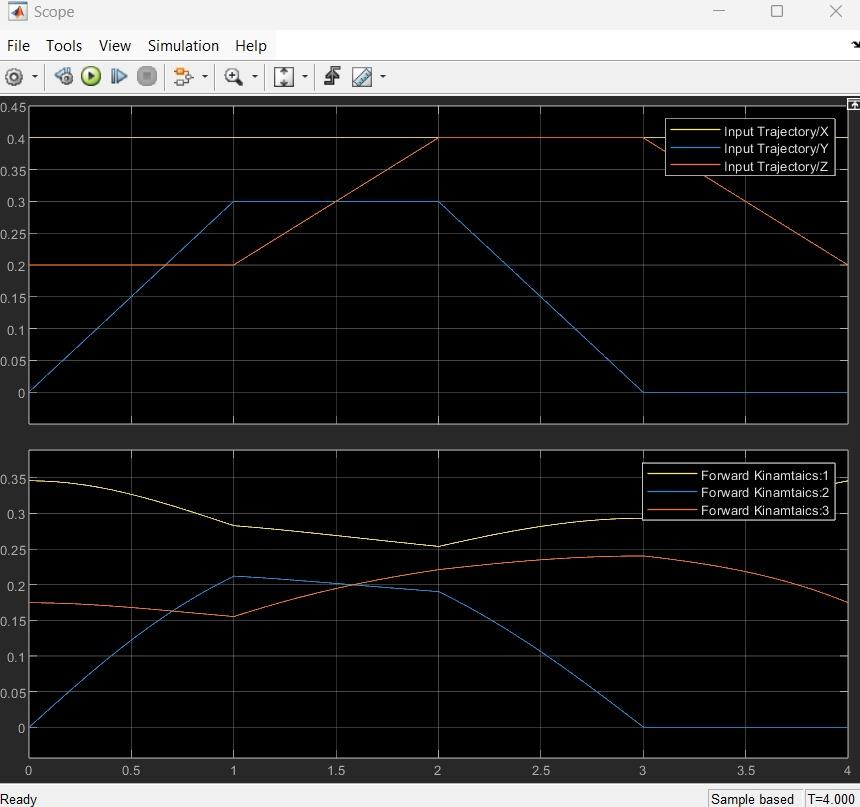 Scope
File Tools View Simulation Help
0.45
0.4
0.35
0.3
0.25
0.2
0.15
0.1
0.05
0
Input Trajectory/X
Input Trajectory/Y
Input Trajectory/Z
0.35
0.3
0.25
0.2
0.15
0.1
0.05
0
Forward Kinamtaics:1
Forward Kinamtaics:2
Forward Kinamtaics:3
0 0.5 1 1.5 2 2.5 3 3.5 4
Ready Sample based T=4.000